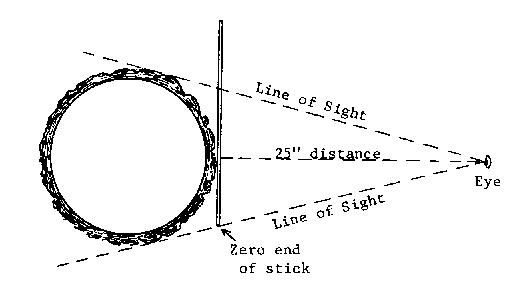 Line of Sight
25" distance
Eye
Line of Sight
Zero end
of stick